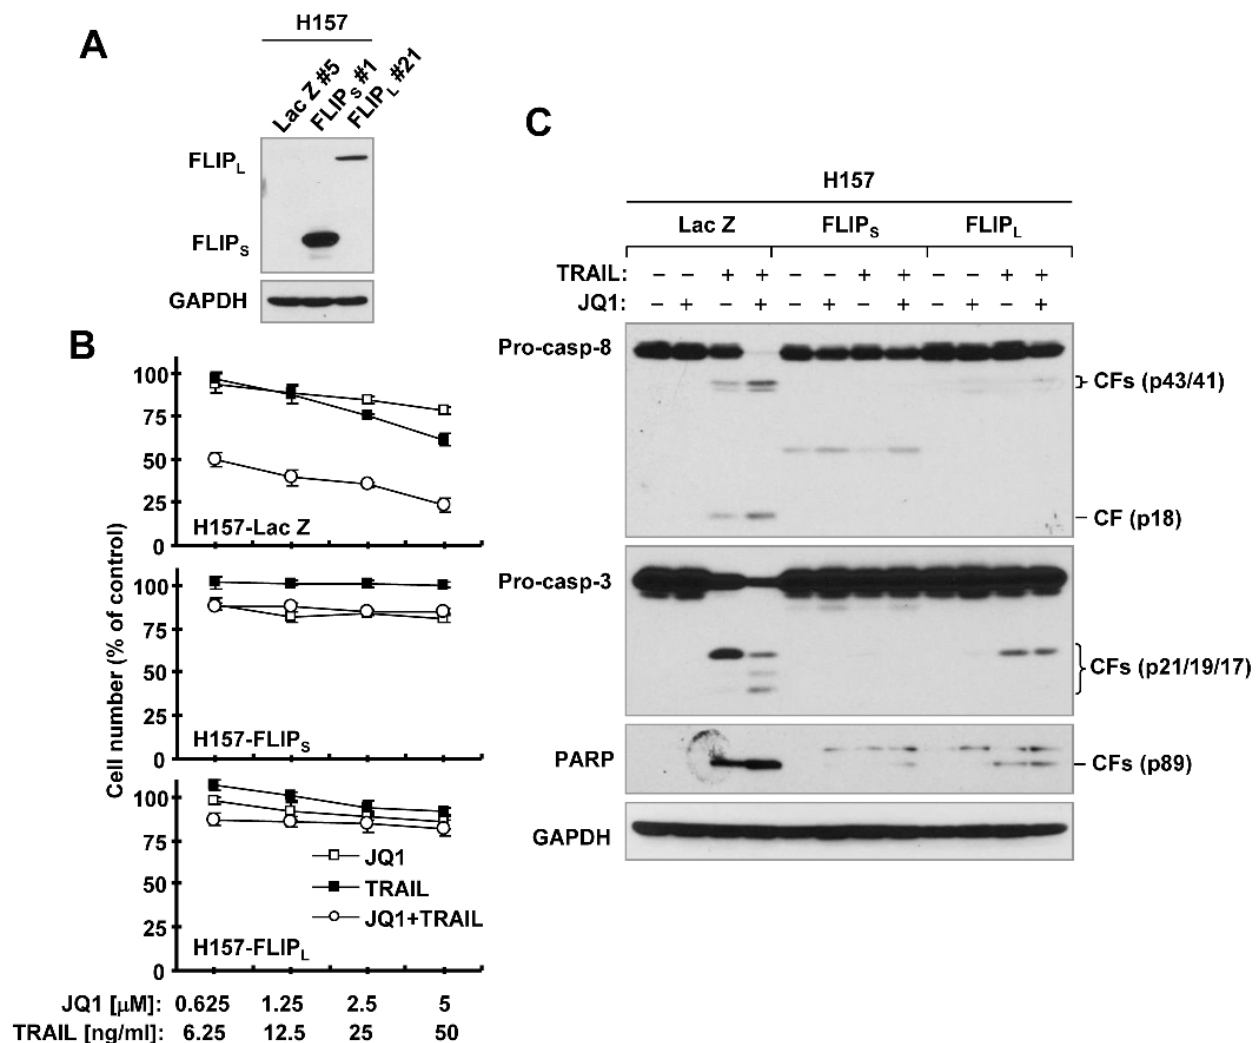 A
H157
Lac Z #5
FLIPS #1
FLIPL #21
FLIPL
FLIPS
GAPDH
B
Cell number (% of control)
100
75
50
25
0
H157-Lac Z
100
75
50
25
0
H157-FLIPS
100
75
50
25
0
JQ1
TRAIL
JQ1+TRAIL
H157-FLIPL
JQ1 [μM]: 0.625 1.25 2.5 5
TRAIL [ng/ml]: 6.25 12.5 25 50
C
H157
Lac Z FLIPS FLIPL
TRAIL: − − + + − − + + − − + +
JQ1: − + − + − + − + − + − +
Pro-casp-8
CFs (p43/41)
CF (p18)
Pro-casp-3
CFs (p21/19/17)
PARP
CFs (p89)
GAPDH